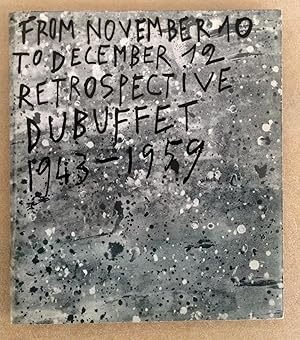 FROM NOVEMBER 10
TO DECEMBER 12
RETROSPECTIVE
DUBUFFET
1943-1959